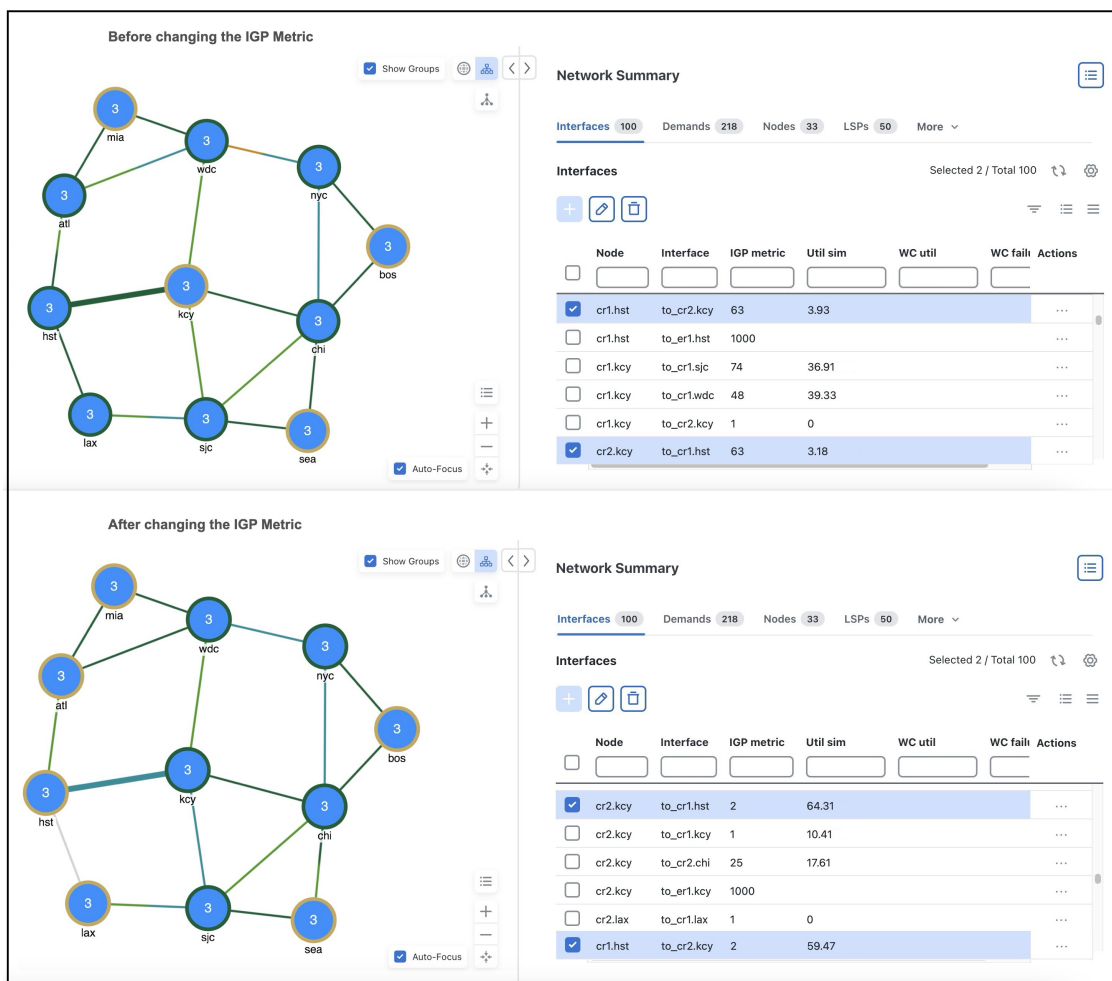 Before changing the IGP Metric
Show Groups
3
mia
3
wdc
3
nyc
3
atl
3
bos
3
kcy
3
hst
3
chi
3
lax
3
sjc
3
sea
Auto-Focus
Network Summary
Interfaces 100 Demands 218 Nodes 33 LSPs 50 More
Interfaces Selected 2 / Total 100
Node Interface IGP metric Util sim WC util WC failu Actions
cr1.hst to_cr2.kcy 63 3.93 ...
cr1.hst to_er1.hst 1000 ...
cr1.kcy to_cr1.sjc 74 36.91 ...
cr1.kcy to_cr1.wdc 48 39.33 ...
cr1.kcy to_cr2.kcy 1 0 ...
cr2.kcy to_cr1.hst 63 3.18 ...
After changing the IGP Metric
Show Groups
3
mia
3
wdc
3
nyc
3
atl
3
bos
3
kcy
3
hst
3
chi
3
lax
3
sjc
3
sea
Auto-Focus
Network Summary
Interfaces 100 Demands 218 Nodes 33 LSPs 50 More
Interfaces Selected 2 / Total 100
Node Interface IGP metric Util sim WC util WC failu Actions
cr2.kcy to_cr1.hst 2 64.31 ...
cr2.kcy to_cr1.kcy 1 10.41 ...
cr2.kcy to_cr2.chi 25 17.61 ...
cr2.kcy to_er1.kcy 1000 ...
cr2.lax to_cr1.lax 1 0 ...
cr1.hst to_cr2.kcy 2 59.47 ...